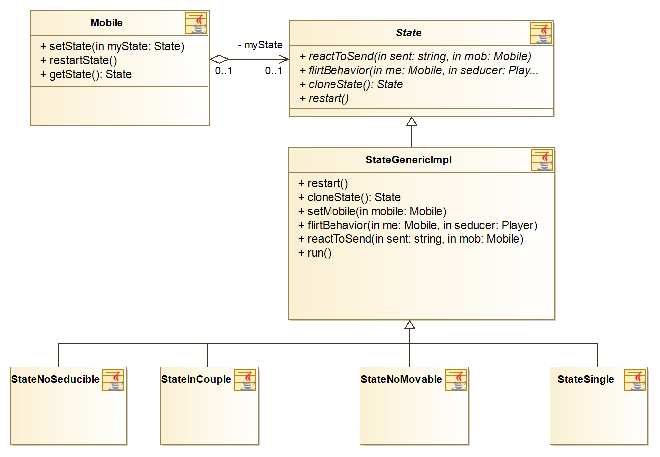 Mobile
+ setState(in myState: State)
+ restartState()
+ getState(): State
- myState
0..1
0..1
State
+ reactToSend(in sent: string, in mob: Mobile)
+ flirtBehavior(in me: Mobile, in seducer: Play...
+ cloneState(): State
+ restart()
StateGenericImpl
+ restart()
+ cloneState(): State
+ setMobile(in mobile: Mobile)
+ flirtBehavior(in me: Mobile, in seducer: Player)
+ reactToSend(in sent: string, in mob: Mobile)
+ run()
StateNoSeducible
StateInCouple
StateNoMovable
StateSingle